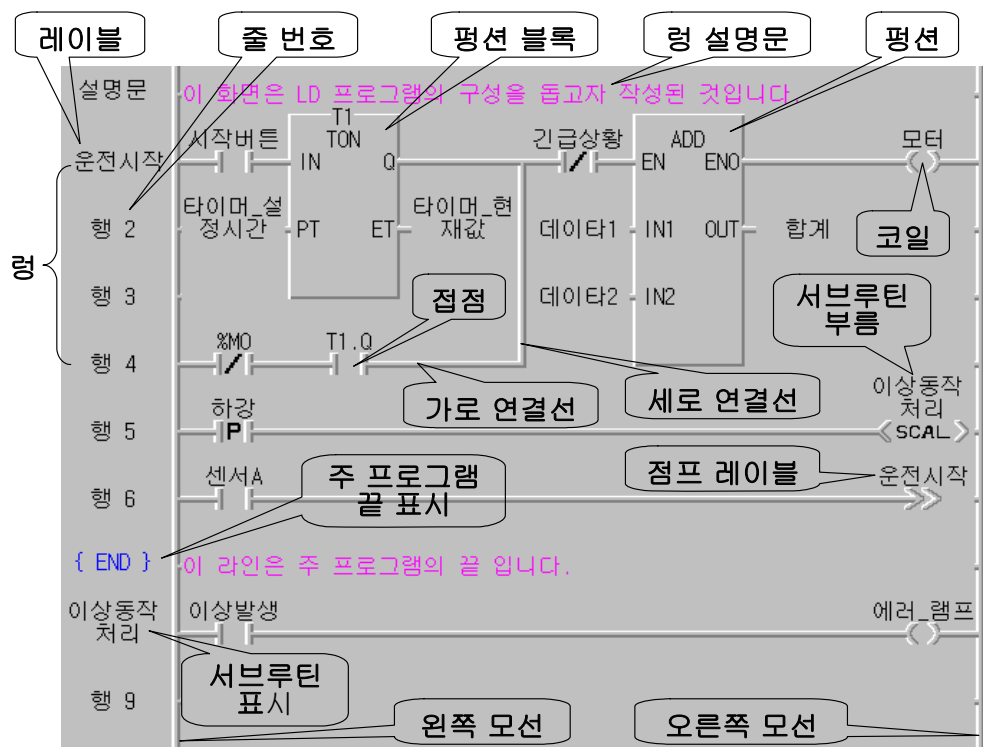 레이블
줄 번호
펑션 블록
렁 설명문
펑션
설명문
이 화면은 LD 프로그램의 구성을 돕고자 작성된 것입니다.
운전시작
시작버튼
T1
TON
IN
Q
긴급상황
ADD
EN
ENO
모터
행 2
타이머_설
정시간
PT
ET
타이머_현
재값
데이타1
IN1
OUT
합계
코일
렁
행 3
접점
데이타2
IN2
서브루틴
부름
행 4
%M0
T1.Q
가로 연결선
세로 연결선
이상동작
처리
행 5
하강
P
SCAL
행 6
센서A
주 프로그램
끝 표시
점프 레이블
운전시작
{ END }
이 라인은 주 프로그램의 끝 입니다.
이상동작
처리
이상발생
에러_램프
서브루틴
표시
행 9
왼쪽 모선
오른쪽 모선